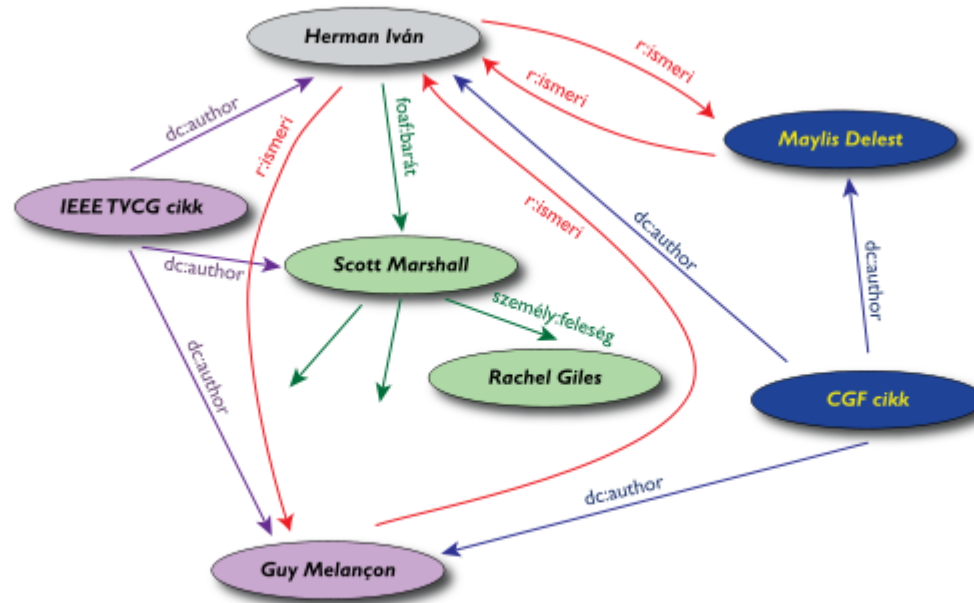 Herman Iván
r:ismeri
r:ismeri
dc:author
foaf:barát
r:ismeri
Maylis Delest
IEEE TVCG cikk
r:ismeri
dc:author
dc:author
Scott Marshall
dc:author
személy:feleség
dc:author
Rachel Giles
CGF cikk
dc:author
Guy Melançon